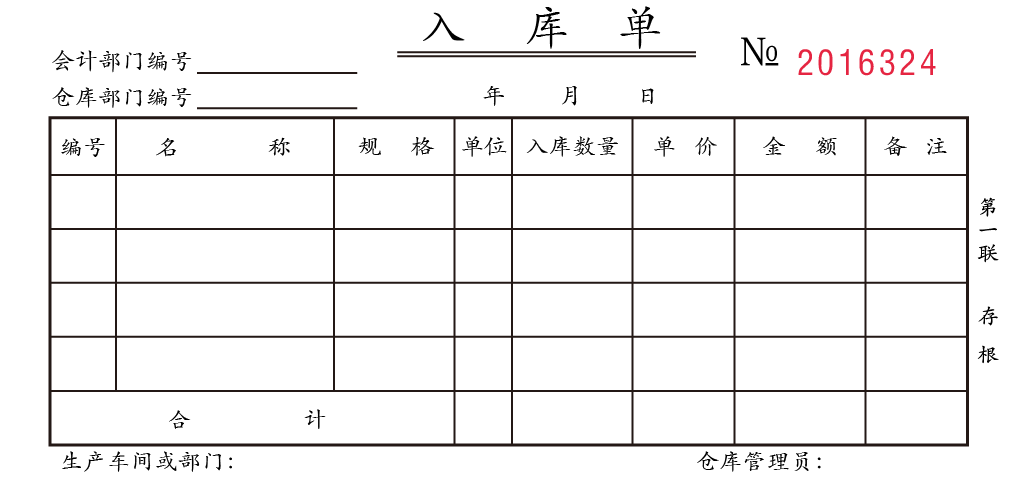 入 库 单
№ 2016324
会计部门编号
仓库部门编号
年 月 日
编号 名 称 规 格 单位 入库数量 单 价 金 额 备 注
合 计
第一联 存根
生产车间或部门:
仓库管理员: